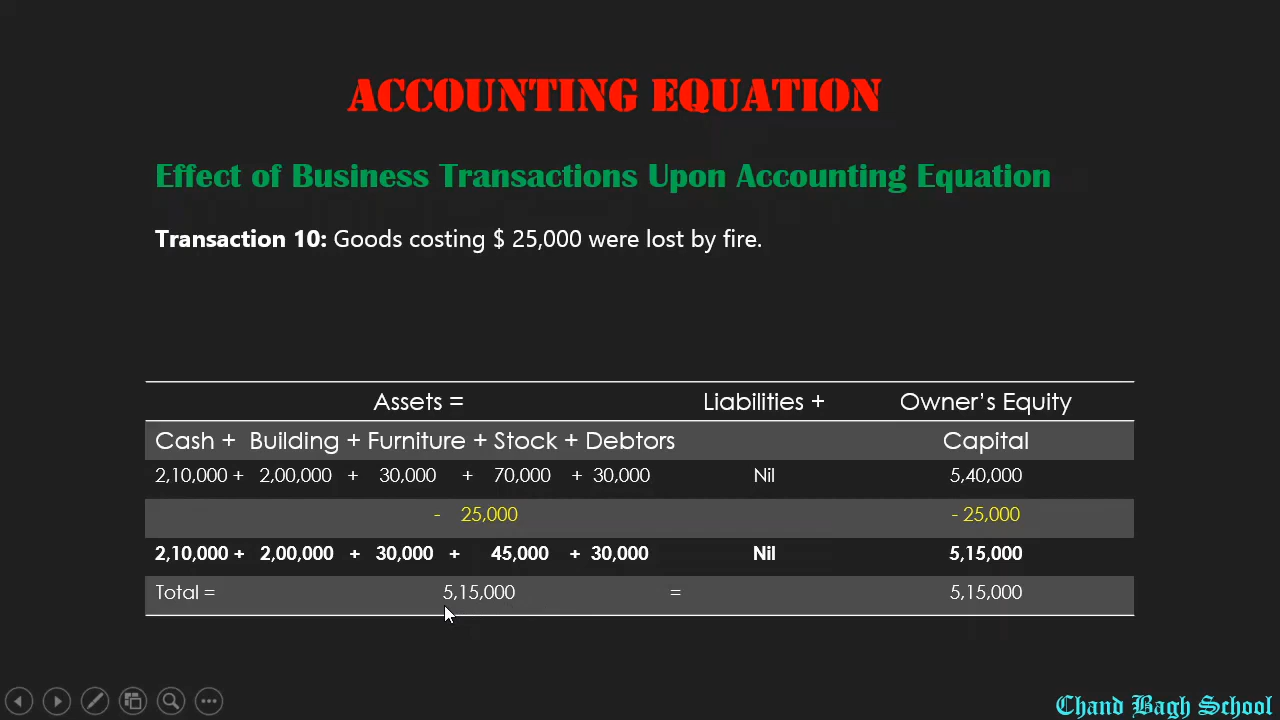 ACCOUNTING EQUATION
Effect of Business Transactions Upon Accounting Equation
Transaction 10: Goods costing $ 25,000 were lost by fire.
Assets = Liabilities + Owner's Equity
Cash + Building + Furniture + Stock + Debtors Capital
2,10,000 + 2,00,000 + 30,000 + 70,000 + 30,000 Nil 5,40,000
- 25,000 - 25,000
2,10,000 + 2,00,000 + 30,000 + 45,000 + 30,000 Nil 5,15,000
Total = 5,15,000 = 5,15,000
Chand Bagh School